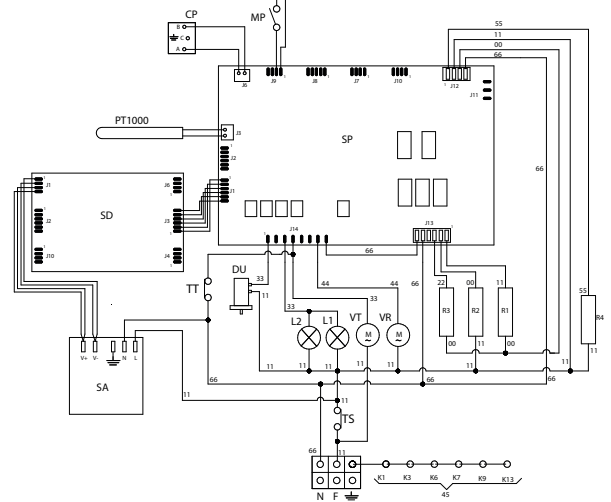 CP
MP
B
C
A
55
11
00
66
J6
J9
J8
J7
J10
J12
J11
PT1000
J5
J2
J1
SP
66
J1
J6
J2
SD
J3
J10
J4
J14
J13
66
DU
33
11
TT
44
44
66
22
00
11
55
33
L2
L1
VT
VR
M
M
R3
R2
R1
R4
V+
V-
N
L
SA
00
11
00
11
11
11
11
11
11
11
66
66
66
11
11
TS
66
11
N
F
K1
K3
K6
K7
K9
K13
45